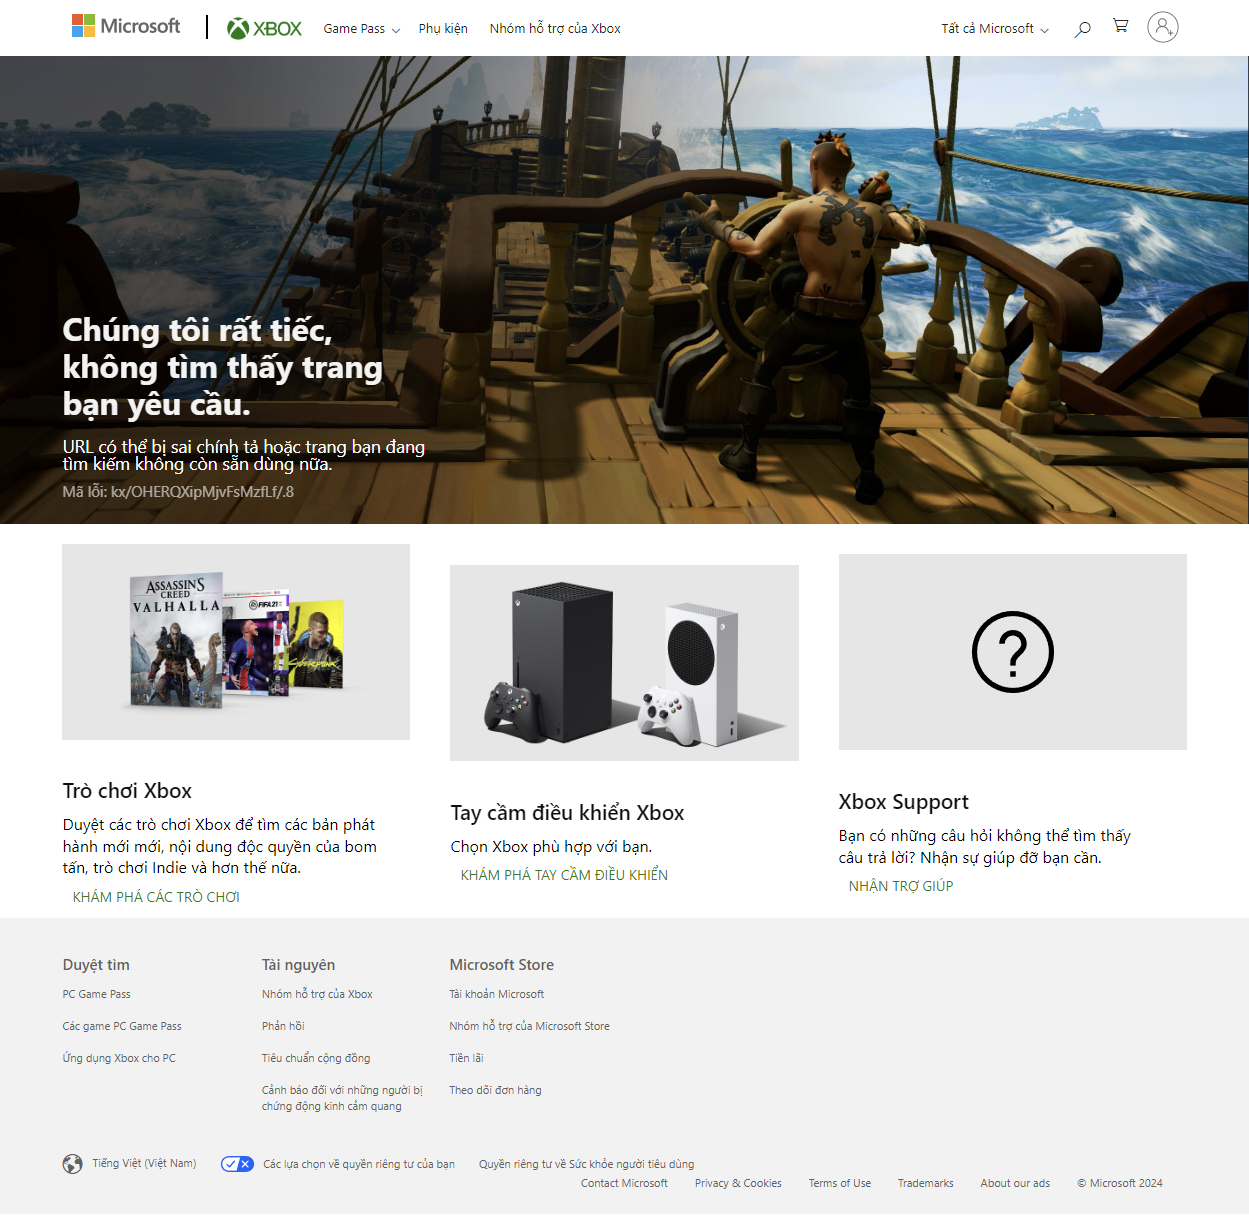 Microsoft
XBOX
Game Pass
Phụ kiện
Nhóm hỗ trợ của Xbox
Tất cả Microsoft
Chúng tôi rất tiếc,
không tìm thấy trang
bạn yêu cầu.
URL có thể bị sai chính tả hoặc trang bạn đang
tìm kiếm không còn sẵn dùng nữa.
Mã lỗi: kx/OHERQXipMjvFsMzfLf/.8
ASSASSIN'S
CREED
VALHALLA
FIFA 21
Cyberpunk
Trò chơi Xbox
Duyệt các trò chơi Xbox để tìm các bản phát
hành mới mới, nội dung độc quyền của bom
tấn, trò chơi Indie và hơn thế nữa.
KHÁM PHÁ CÁC TRÒ CHƠI
Tay cầm điều khiển Xbox
Chọn Xbox phù hợp với bạn.
KHÁM PHÁ TAY CẦM ĐIỀU KHIỂN
Xbox Support
Bạn có những câu hỏi không thể tìm thấy
câu trả lời? Nhận sự giúp đỡ bạn cần.
NHẬN TRỢ GIÚP
Duyệt tìm
PC Game Pass
Các game PC Game Pass
Ứng dụng Xbox cho PC
Tài nguyên
Nhóm hỗ trợ của Xbox
Phản hồi
Tiêu chuẩn cộng đồng
Cảnh báo đối với những người bị
chứng động kinh cảm quang
Microsoft Store
Tài khoản Microsoft
Nhóm hỗ trợ của Microsoft Store
Tiền lãi
Theo dõi đơn hàng
Tiếng Việt (Việt Nam)
Các lựa chọn về quyền riêng tư của bạn
Quyền riêng tư về Sức khỏe người tiêu dùng
Contact Microsoft
Privacy & Cookies
Terms of Use
Trademarks
About our ads
© Microsoft 2024